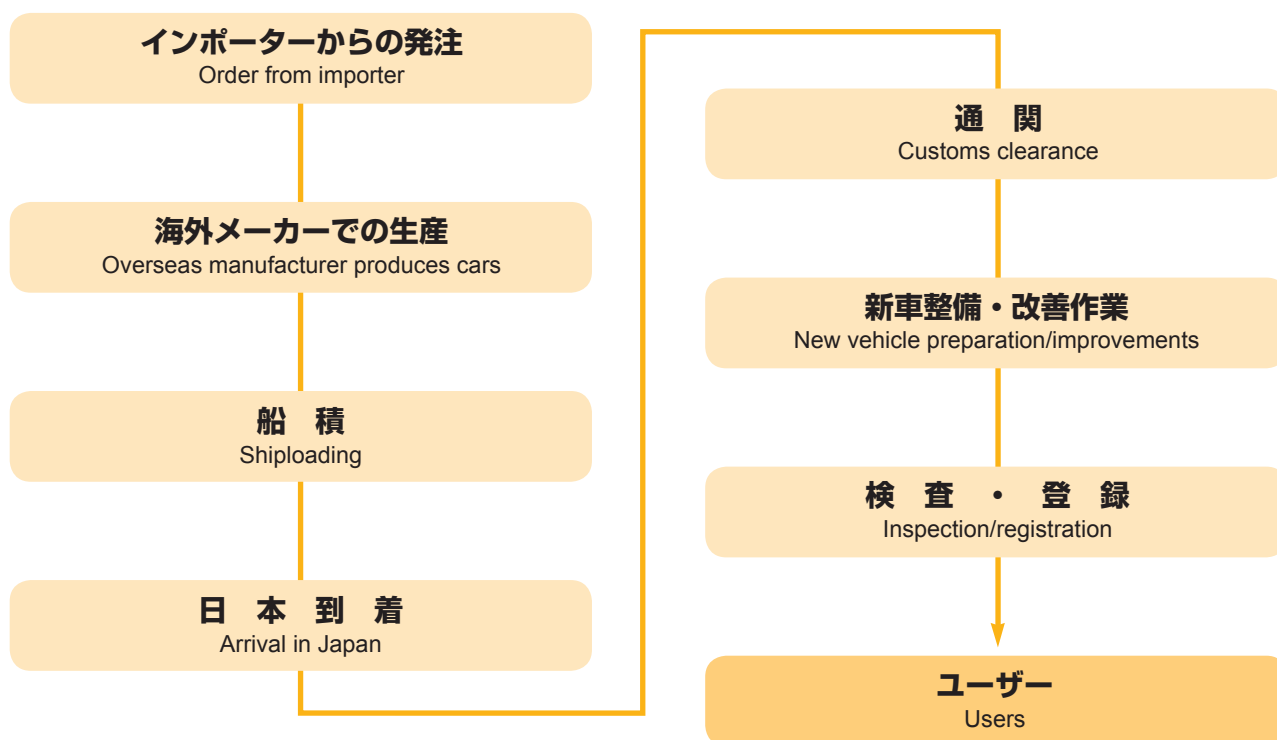 インポーターからの発注
Order from importer
海外メーカーでの生産
Overseas manufacturer produces cars
船　積
Shiploading
日　本　到　着
Arrival in Japan
通　関
Customs clearance
新車整備・改善作業
New vehicle preparation/improvements
検　査　・　登　録
Inspection/registration
ユーザー
Users